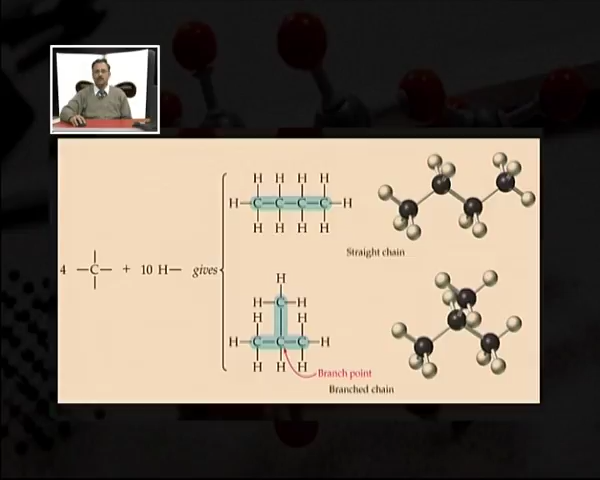 H H H H
H—C—C—C—C—H
H H H H
Straight chain
4 —C— + 10 H— gives
H
H—C—H
H H
H—C—C—C—H
H H H
Branch point
Branched chain